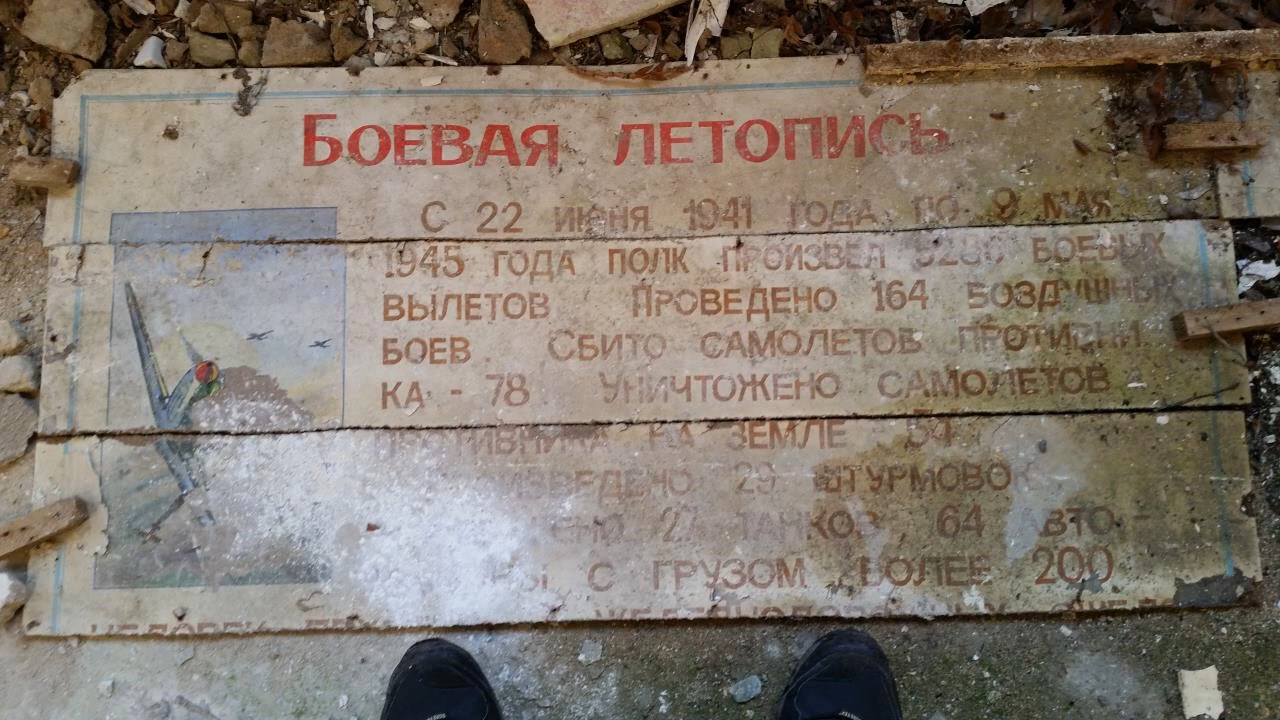 Боевая летопись
С 22 июня 1941 года по 9 мая
1945 года полк произвел боевых
вылетов Проведено 164 воздушных
боев Сбито самолетов противни
ка - 78 Уничтожено самолетов
противника на земле - 54
29 штурмовок
27 танков, 64 авто -
с грузом более 200
человек